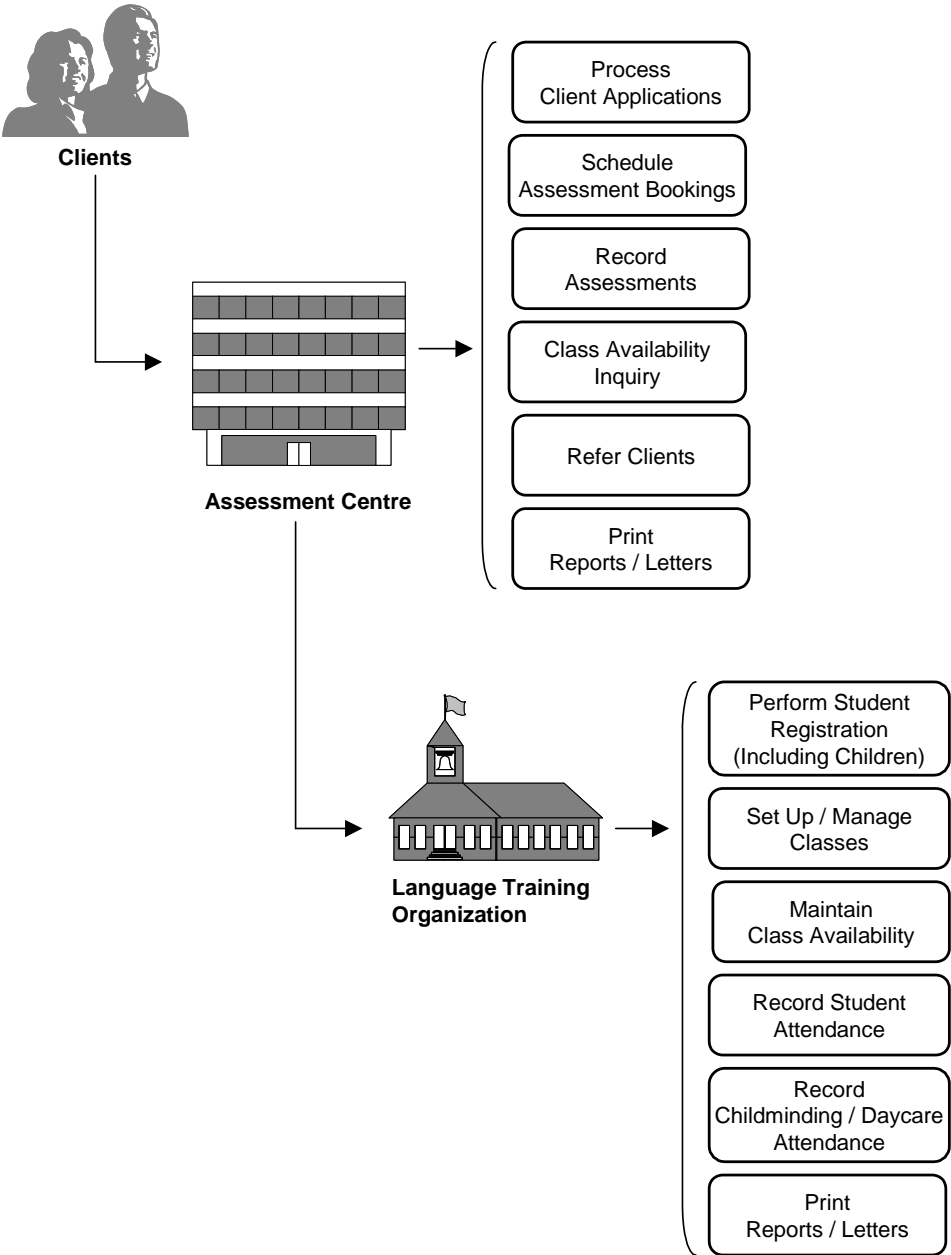 Clients
Process
Client Applications
Schedule
Assessment Bookings
Record
Assessments
Class Availability
Inquiry
Refer Clients
Print
Reports / Letters
Assessment Centre
Perform Student
Registration
(Including Children)
Set Up / Manage
Classes
Maintain
Class Availability
Record Student
Attendance
Record
Childminding / Daycare
Attendance
Print
Reports / Letters
Language Training
Organization